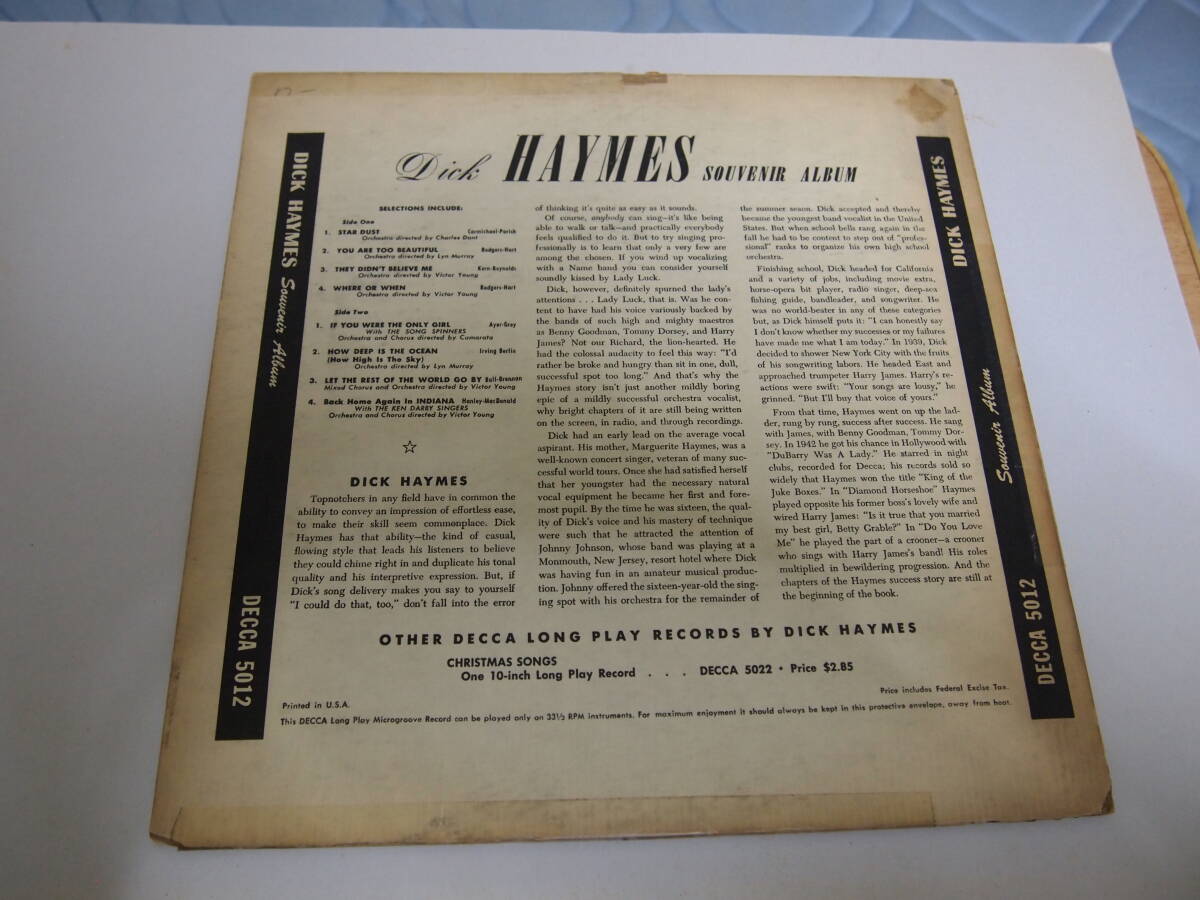 Dick HAYMES SOUVENIR ALBUM
DICK HAYMES Souvenir Album
DECCA 5012
SELECTIONS INCLUDE:
Side One
1. STAR DUST Carmichael-Parish
Orchestra directed by Charles Dant
2. YOU ARE TOO BEAUTIFUL Rodgers-Hart
Orchestra directed by Lyn Murray
3. THEY DIDN'T BELIEVE ME Kern-Reynolds
Orchestra directed by Victor Young
4. WHERE OR WHEN Rodgers-Hart
Orchestra directed by Victor Young
Side Two
1. IF YOU WERE THE ONLY GIRL Ayer-Grey
With THE SONG SPINNERS
Orchestra and Chorus directed by Camarata
2. HOW DEEP IS THE OCEAN Irving Berlin
(How High Is The Sky)
Orchestra directed by Lyn Murray
3. LET THE REST OF THE WORLD GO BY Ball-Brennan
Mixed Chorus and Orchestra directed by Victor Young
4. Back Home Again In INDIANA Hanley-MacDonald
With THE KEN DARBY SINGERS
Orchestra and Chorus directed by Victor Young
DICK HAYMES
Topnotchers in any field have in common the
ability to convey an impression of effortless ease,
to make their skill seem commonplace. Dick
Haymes has that ability—the kind of casual,
flowing style that leads his listeners to believe
they could chime right in and duplicate his tonal
quality and his interpretive expression. But, if
Dick's song delivery makes you say to yourself
"I could do that, too," don't fall into the error
of thinking it's quite as easy as it sounds.
Of course, anybody can sing—it's like being
able to walk or talk—and practically everybody
feels qualified to do it. But to try singing pro-
fessionally is to learn that only a very few are
among the chosen. If you wind up vocalizing
with a Name band you can consider yourself
soundly kissed by Lady Luck.
Dick, however, definitely spurned the lady's
attentions . . . Lady Luck, that is. Was he con-
tent to have had his voice variously backed by
the bands of such high and mighty maestros
as Benny Goodman, Tommy Dorsey, and Harry
James? Not our Richard, the lion-hearted. He
had the colossal audacity to feel this way: "I'd
rather be broke and hungry than sit in one, dull,
successful spot too long." And that's why the
Haymes story isn't just another mildly boring
epic of a mildly successful orchestra vocalist,
why bright chapters of it are still being written
on the screen, in radio, and through recordings.
Dick had an early lead on the average vocal
aspirant. His mother, Marguerite Haymes, was a
well-known concert singer, veteran of many suc-
cessful world tours. Once she had satisfied herself
that her youngster had the necessary natural
vocal equipment he became her first and fore-
most pupil. By the time he was sixteen, the qual-
ity of Dick's voice and his mastery of technique
were such that he attracted the attention of
Johnny Johnson, whose band was playing at a
Monmouth, New Jersey, resort hotel where Dick
was having fun in an amateur musical produc-
tion. Johnny offered the sixteen-year-old the sing-
ing spot with his orchestra for the remainder of
the summer season. Dick accepted and thereby
became the youngest band vocalist in the United
States. But when school bells rang again in the
fall he had to be content to step out of "profes-
sional" ranks to organize his own high school
orchestra.
Finishing school, Dick headed for California
and a variety of jobs, including movie extra,
horse-opera bit player, radio singer, deep-sea
fishing guide, bandleader, and songwriter. He
was no world-beater in any of these categories
but, as Dick himself puts it: "I can honestly say
I don't know whether my successes or my failures
have made me what I am today." In 1939, Dick
decided to shower New York City with the fruits
of his songwriting labors. He headed East and
approached trumpeter Harry James. Harry's re-
actions were swift: "Your songs are lousy," he
grinned. "But I'll buy that voice of yours."
From that time, Haymes went on up the lad-
der, rung by rung, success after success. He sang
with James, with Benny Goodman, Tommy Dor-
sey. In 1942 he got his chance in Hollywood with
"DuBarry Was A Lady." He starred in night
clubs, recorded for Decca; his records sold so
widely that Haymes won the title "King of the
Juke Boxes." In "Diamond Horseshoe" Haymes
played opposite his former boss's lovely wife and
wired Harry James: "Is it true that you married
my best girl, Betty Grable?" In "Do You Love
Me" he played the part of a crooner—a crooner
who sings with Harry James's band! His roles
multiplied in bewildering progression. And the
chapters of the Haymes success story are still at
the beginning of the book.
DICK HAYMES
Souvenir Album
DECCA 5012
OTHER DECCA LONG PLAY RECORDS BY DICK HAYMES
CHRISTMAS SONGS
One 10-inch Long Play Record . . . DECCA 5022 • Price $2.85
Price includes Federal Excise Tax.
Printed in U.S.A.
This DECCA Long Play Microgroove Record can be played only on 33⅓ RPM instruments. For maximum enjoyment it should always be kept in this protective envelope, away from heat.